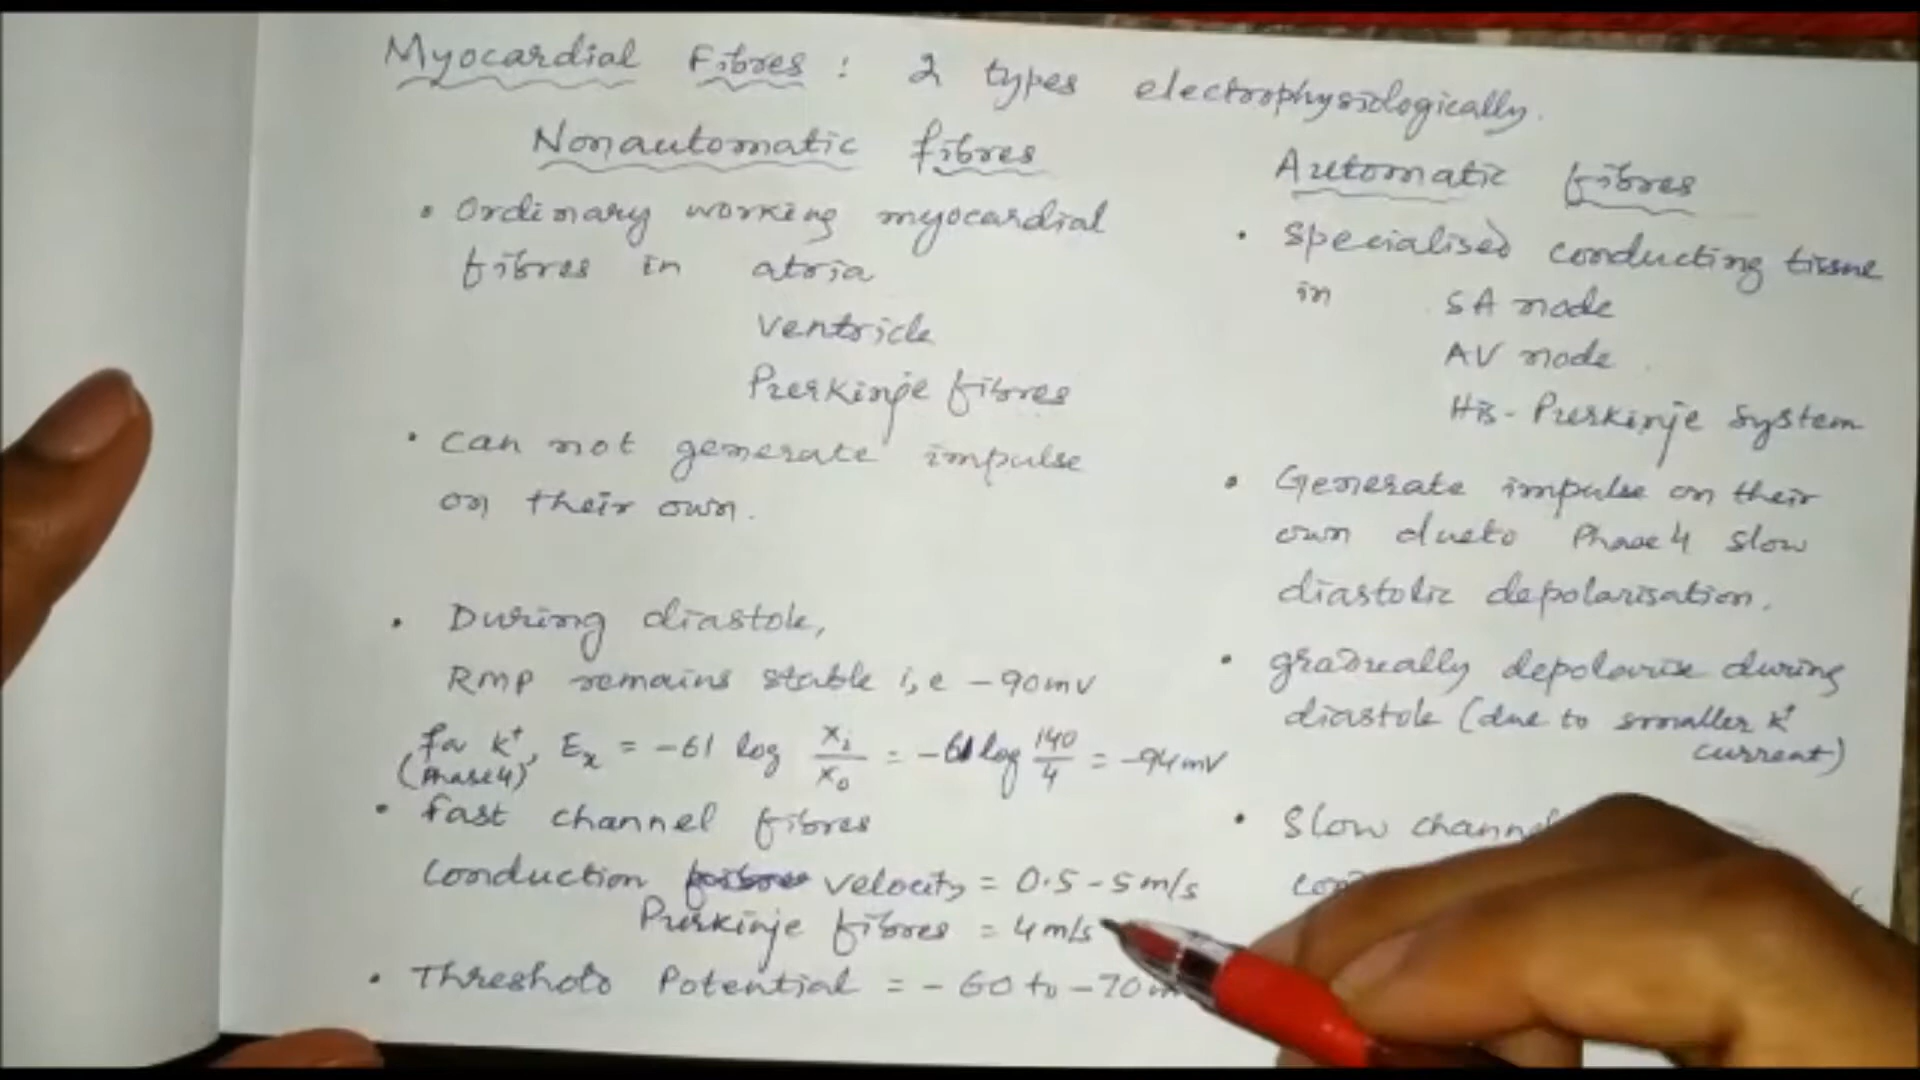 Myocardial Fibres : 2 types electrophysiologically.
Nonautomatic fibres
• Ordinary working myocardial
fibres in atria
ventricle
Purkinje fibres
• can not generate impulse
on their own.
• During diastole,
RMP remains stable i,e -90mv
for K+, Ex = -61 log xi/xo = -61 log 140/4 = -94mv
(Phase4)
• fast channel fibres
Conduction velocity = 0.5 - 5 m/s
Purkinje fibres = 4 m/s
• Threshold Potential = - 60 to -70
Automatic fibres
• Specialised conducting tissue
in SA node
AV node
His - Purkinje System
• Generate impulse on their
own due to Phase 4 slow
diastolic depolarisation.
• gradually depolarise during
diastole (due to smaller K+
current)
• Slow